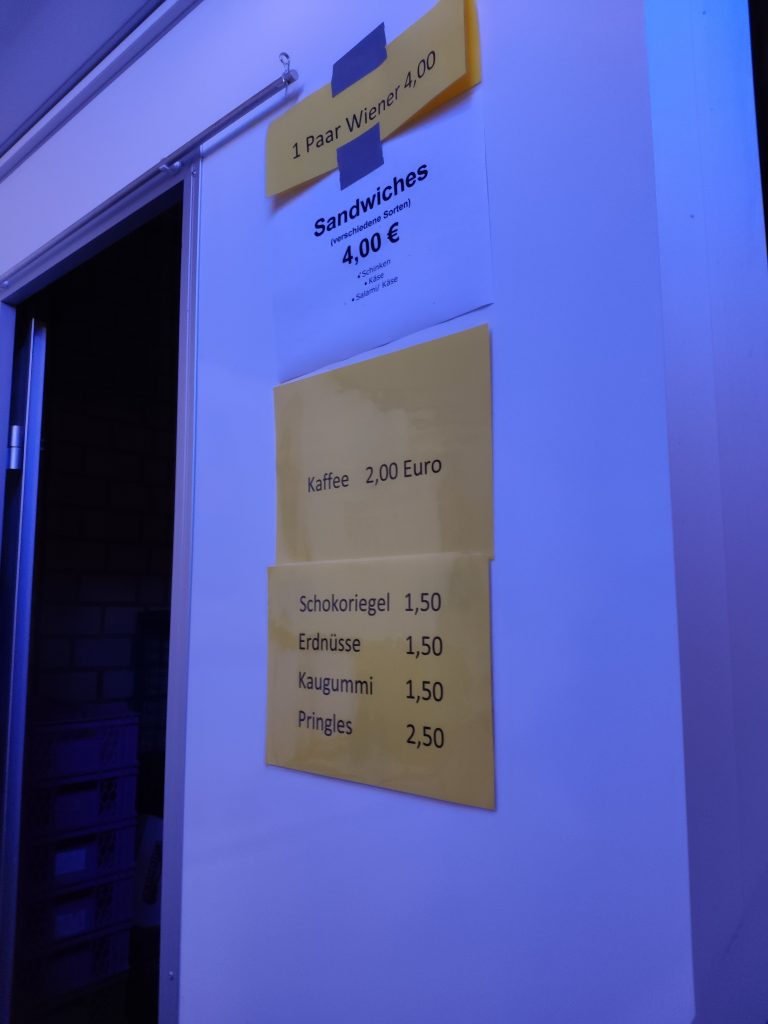 1 Paar Wiener 4,00
Sandwiches
(verschiedene Sorten)
4,00 €
• Schinken
• Käse
• Salami/ Käse
Kaffee 2,00 Euro
Schokoriegel 1,50
Erdnüsse 1,50
Kaugummi 1,50
Pringles 2,50